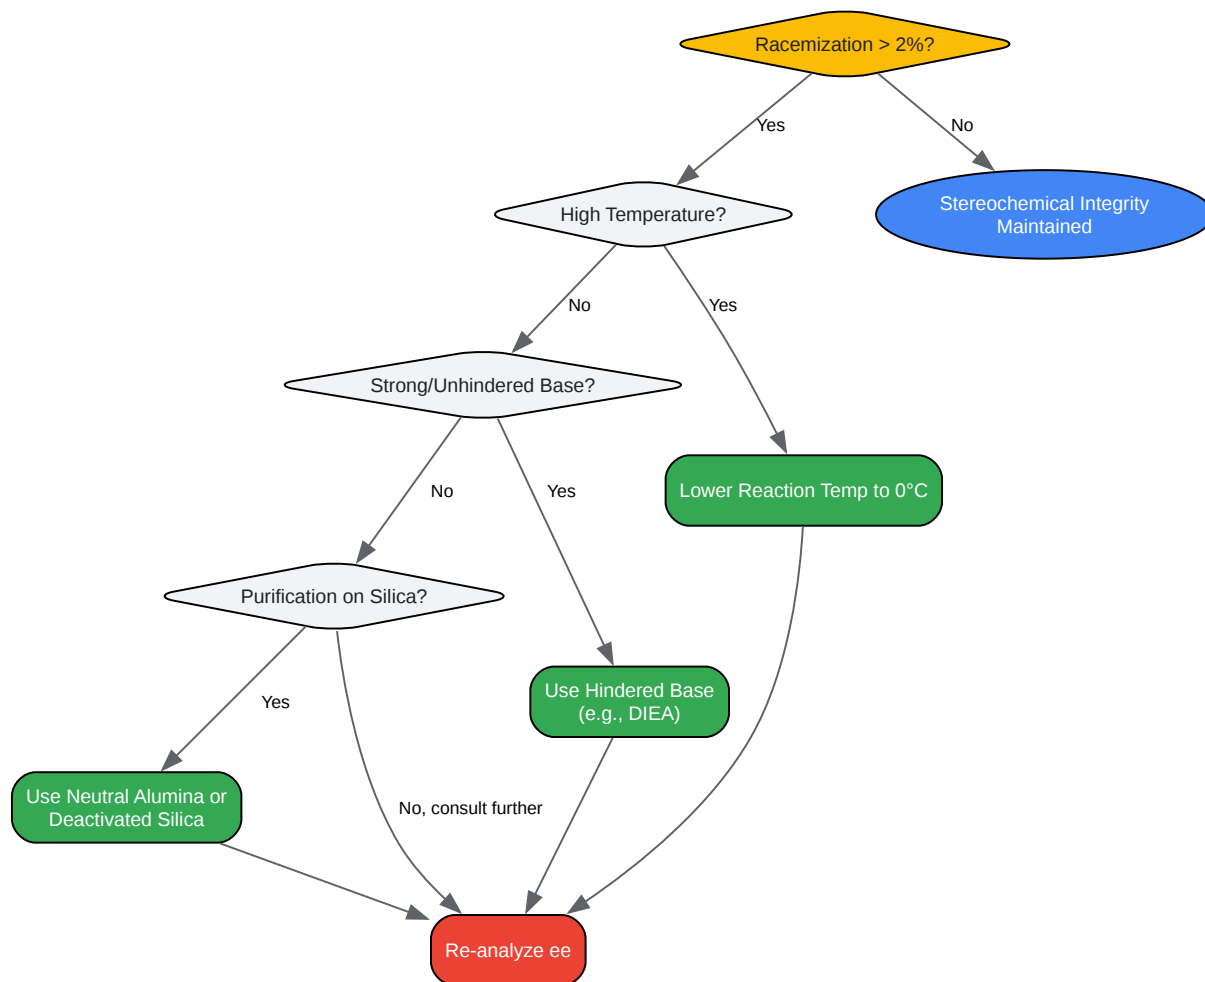 Racemization > 2%?
Yes
No
Stereochemical Integrity
Maintained
High Temperature?
No
Yes
Strong/Unhindered Base?
No
Yes
Lower Reaction Temp to 0°C
Purification on Silica?
Yes
Use Hindered Base
(e.g., DIEA)
Use Neutral Alumina or
Deactivated Silica
No, consult further
Re-analyze ee